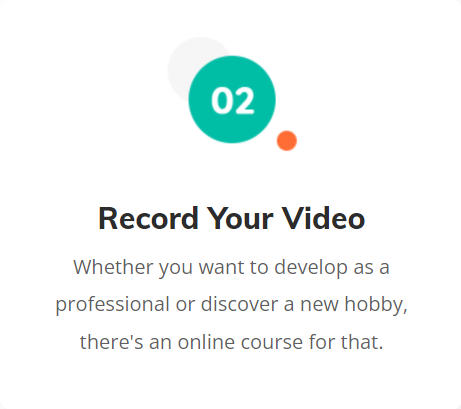 02
Record Your Video
Whether you want to develop as a
professional or discover a new hobby,
there's an online course for that.